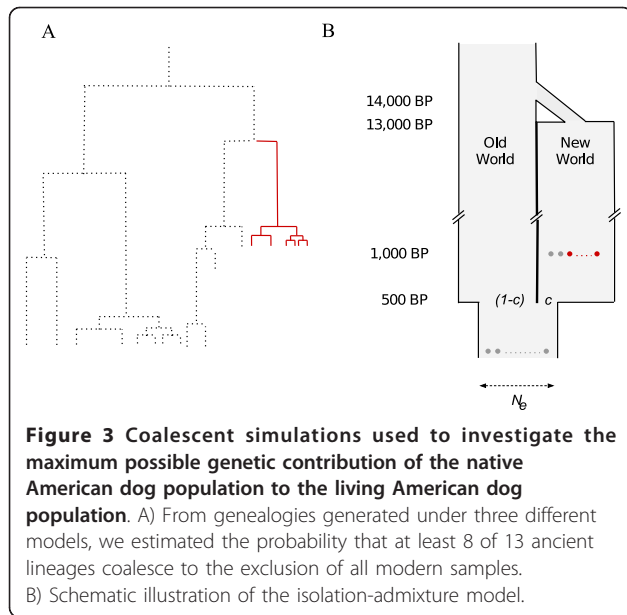 A
B
14,000 BP
13,000 BP
Old
World
New
World
1,000 BP
500 BP
(1-c)
c
Ne
Figure 3 Coalescent simulations used to investigate the
maximum possible genetic contribution of the native
American dog population to the living American dog
population. A) From genealogies generated under three different
models, we estimated the probability that at least 8 of 13 ancient
lineages coalesce to the exclusion of all modern samples.
B) Schematic illustration of the isolation-admixture model.